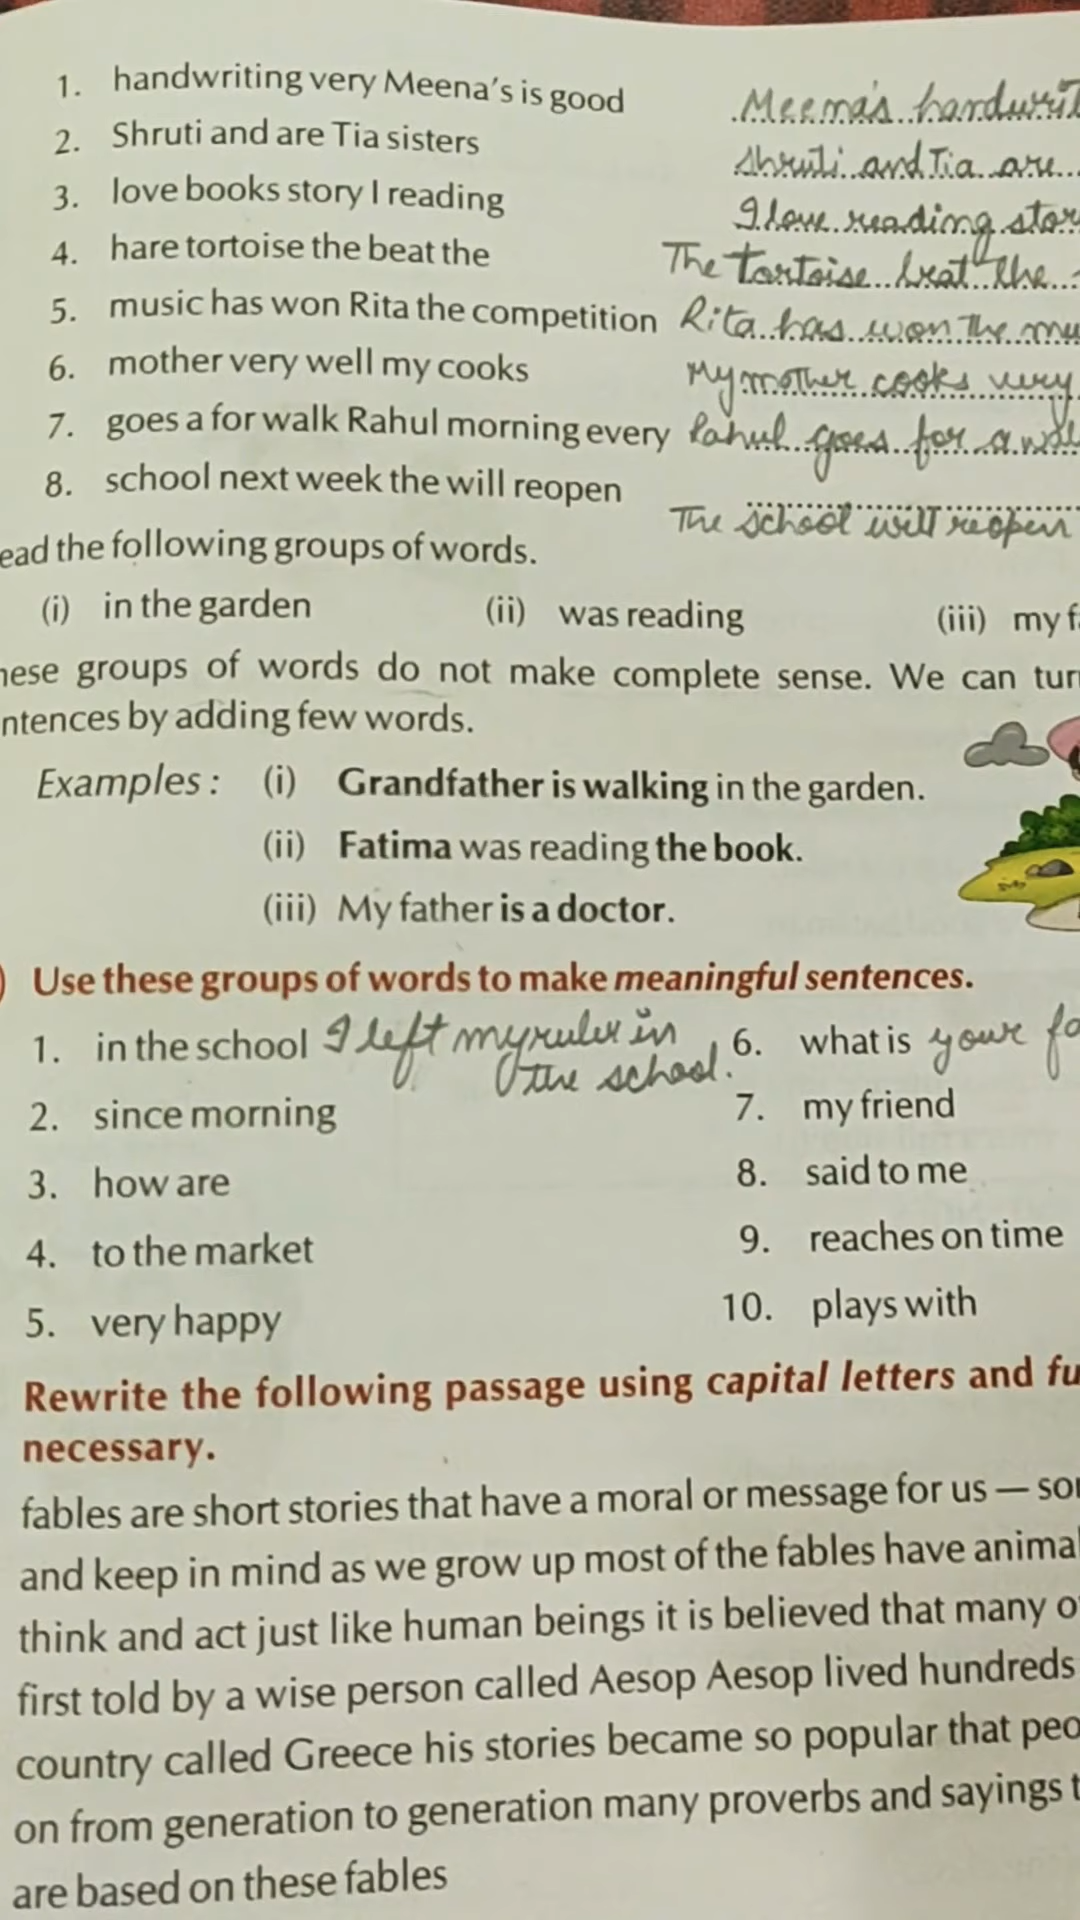 1. handwriting very Meena's is good Meena's handwrit
2. Shruti and are Tia sisters Shruti and Tia are
3. love books story I reading I love reading stor
4. hare tortoise the beat the The tortoise beat the
5. music has won Rita the competition Rita has won the mu
6. mother very well my cooks My mother cooks very
7. goes a for walk Rahul morning every Rahul goes for a
8. school next week the will reopen The school will reopen
ead the following groups of words.
(i) in the garden (ii) was reading (iii) my f
ese groups of words do not make complete sense. We can tur
ntences by adding few words.
Examples : (i) Grandfather is walking in the garden.
(ii) Fatima was reading the book.
(iii) My father is a doctor.
) Use these groups of words to make meaningful sentences.
1. in the school I left my ruler in the school. 6. what is your fa
2. since morning 7. my friend
3. how are 8. said to me
4. to the market 9. reaches on time
5. very happy 10. plays with
Rewrite the following passage using capital letters and fu
necessary.
fables are short stories that have a moral or message for us — so
and keep in mind as we grow up most of the fables have anima
think and act just like human beings it is believed that many o
first told by a wise person called Aesop Aesop lived hundreds
country called Greece his stories became so popular that peo
on from generation to generation many proverbs and sayings t
are based on these fables